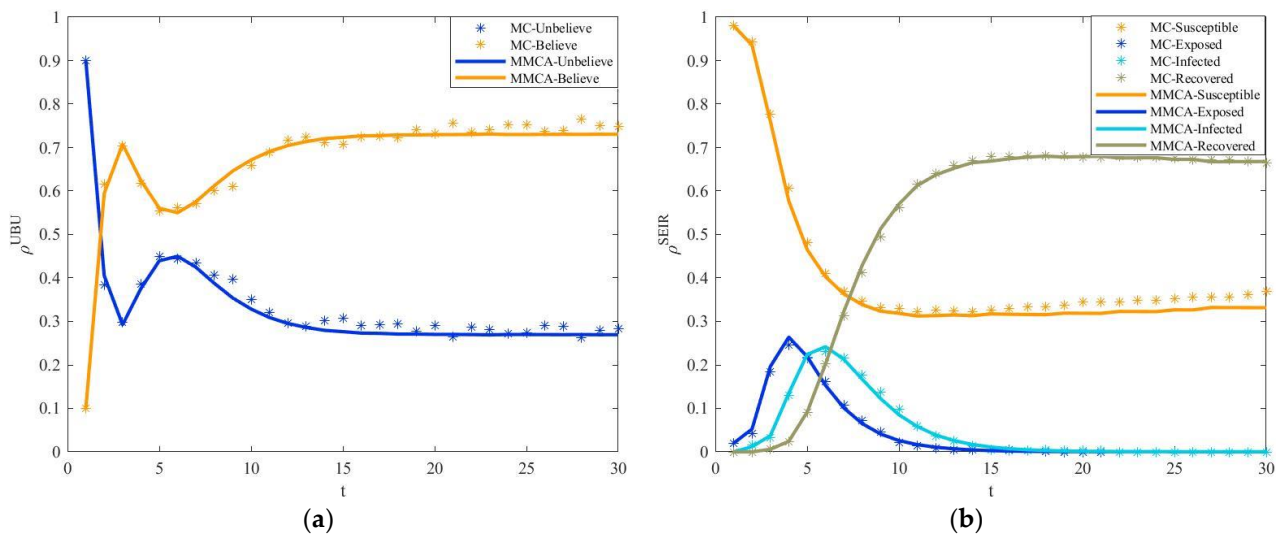 1
0.9
0.8
0.7
0.6
0.5
0.4
0.3
0.2
0.1
0
ρ^UBU
MC-Unbelieve
MC-Believe
MMCA-Unbelieve
MMCA-Believe
0 5 10 15 20 25 30
t
(a)
1
0.9
0.8
0.7
0.6
0.5
0.4
0.3
0.2
0.1
0
ρ^SEIR
MC-Susceptible
MC-Exposed
MC-Infected
MC-Recovered
MMCA-Susceptible
MMCA-Exposed
MMCA-Infected
MMCA-Recovered
0 5 10 15 20 25 30
t
(b)